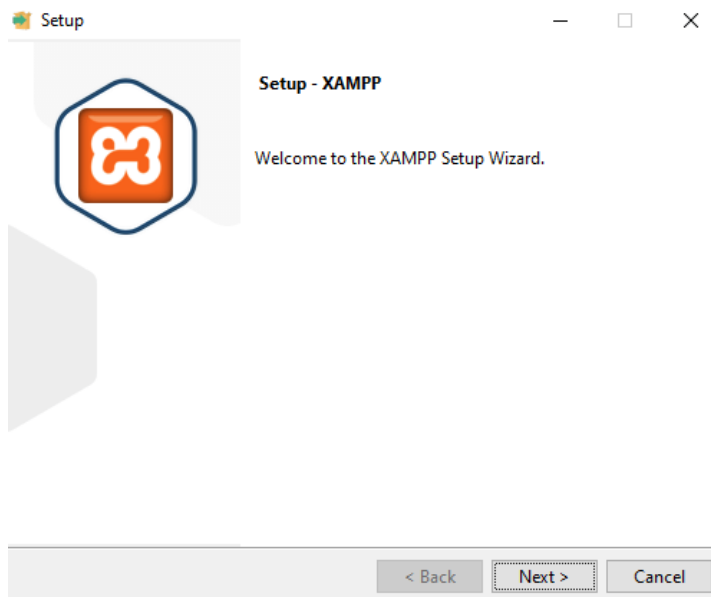 Setup
Setup - XAMPP
Welcome to the XAMPP Setup Wizard.
< Back
Next >
Cancel